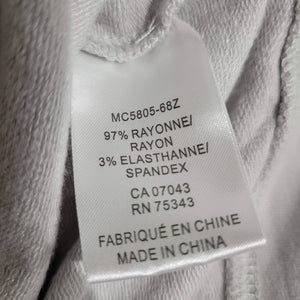 MC5805-68Z
97% RAYONNE/
RAYON
3% ELASTHANNE/
SPANDEX
CA 07043
RN 75343
FABRIQUÉ EN CHINE
MADE IN CHINA